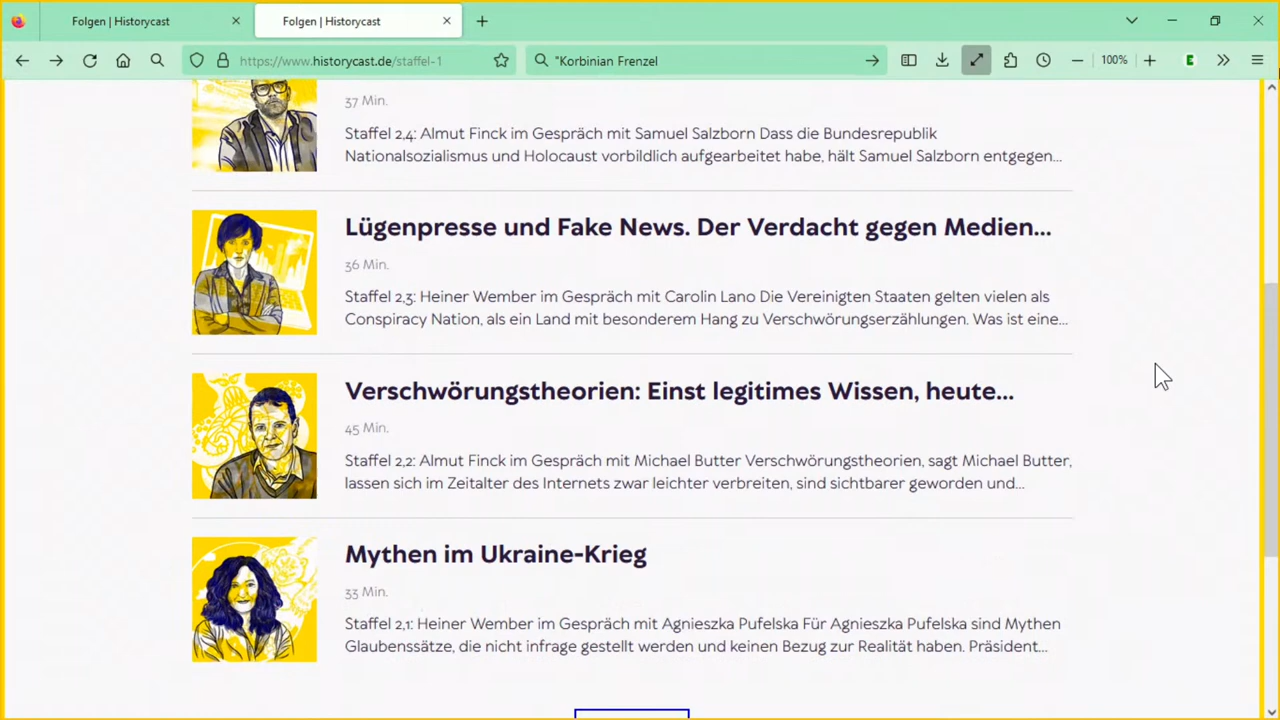 Folgen | Historycast
Folgen | Historycast
https://www.historycast.de/staffel-1
"Korbinian Frenzel
100%
37 Min.
Staffel 2,4: Almut Finck im Gespräch mit Samuel Salzborn Dass die Bundesrepublik
Nationalsozialismus und Holocaust vorbildlich aufgearbeitet habe, hält Samuel Salzborn entgegen...
Lügenpresse und Fake News. Der Verdacht gegen Medien...
36 Min.
Staffel 2,3: Heiner Wember im Gespräch mit Carolin Lano Die Vereinigten Staaten gelten vielen als
Conspiracy Nation, als ein Land mit besonderem Hang zu Verschwörungserzählungen. Was ist eine...
Verschwörungstheorien: Einst legitimes Wissen, heute...
45 Min.
Staffel 2,2: Almut Finck im Gespräch mit Michael Butter Verschwörungstheorien, sagt Michael Butter,
lassen sich im Zeitalter des Internets zwar leichter verbreiten, sind sichtbarer geworden und...
Mythen im Ukraine-Krieg
33 Min.
Staffel 2,1: Heiner Wember im Gespräch mit Agnieszka Pufelska Für Agnieszka Pufelska sind Mythen
Glaubenssätze, die nicht infrage gestellt werden und keinen Bezug zur Realität haben. Präsident...